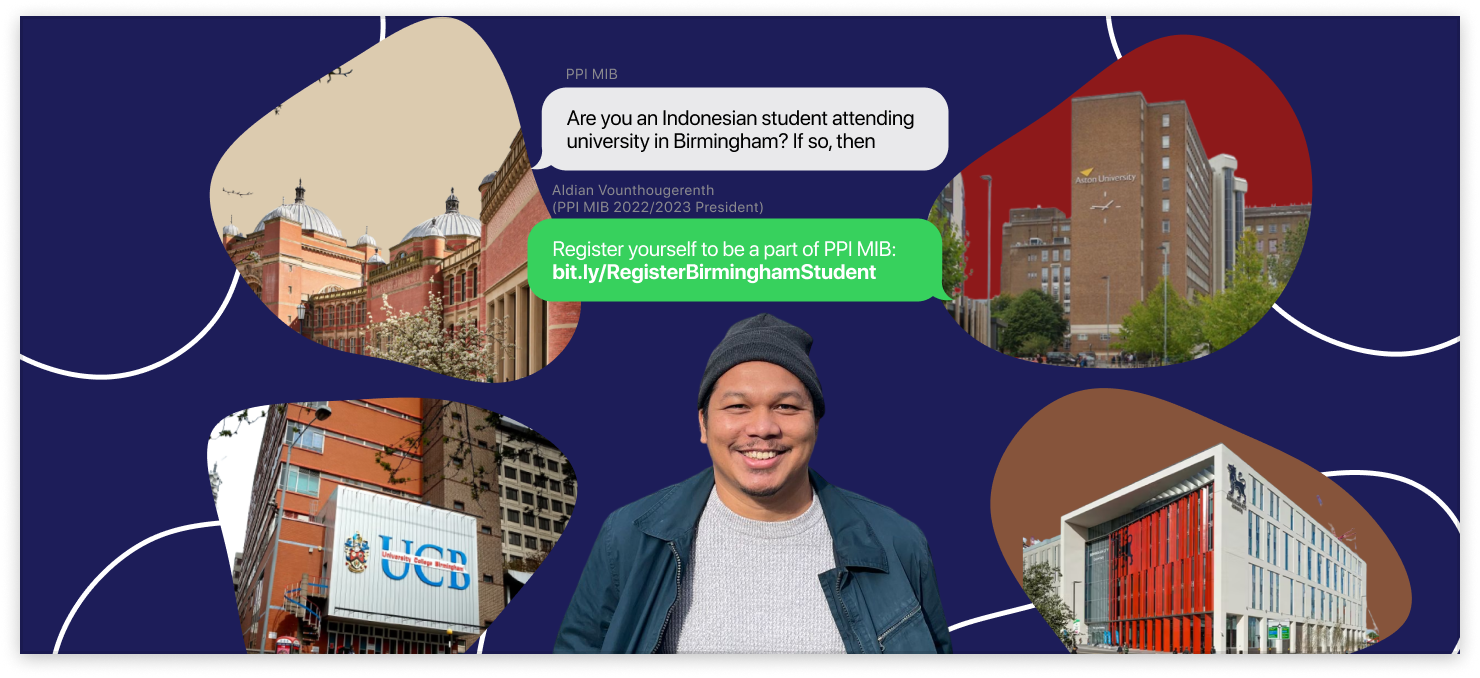 PPI MIB
Are you an Indonesian student attending
university in Birmingham? If so, then
Aldian Vounthougerenth
(PPI MIB 2022/2023 President)
Register yourself to be a part of PPI MIB:
bit.ly/RegisterBirminghamStudent
Aston University
UCB
University College Birmingham